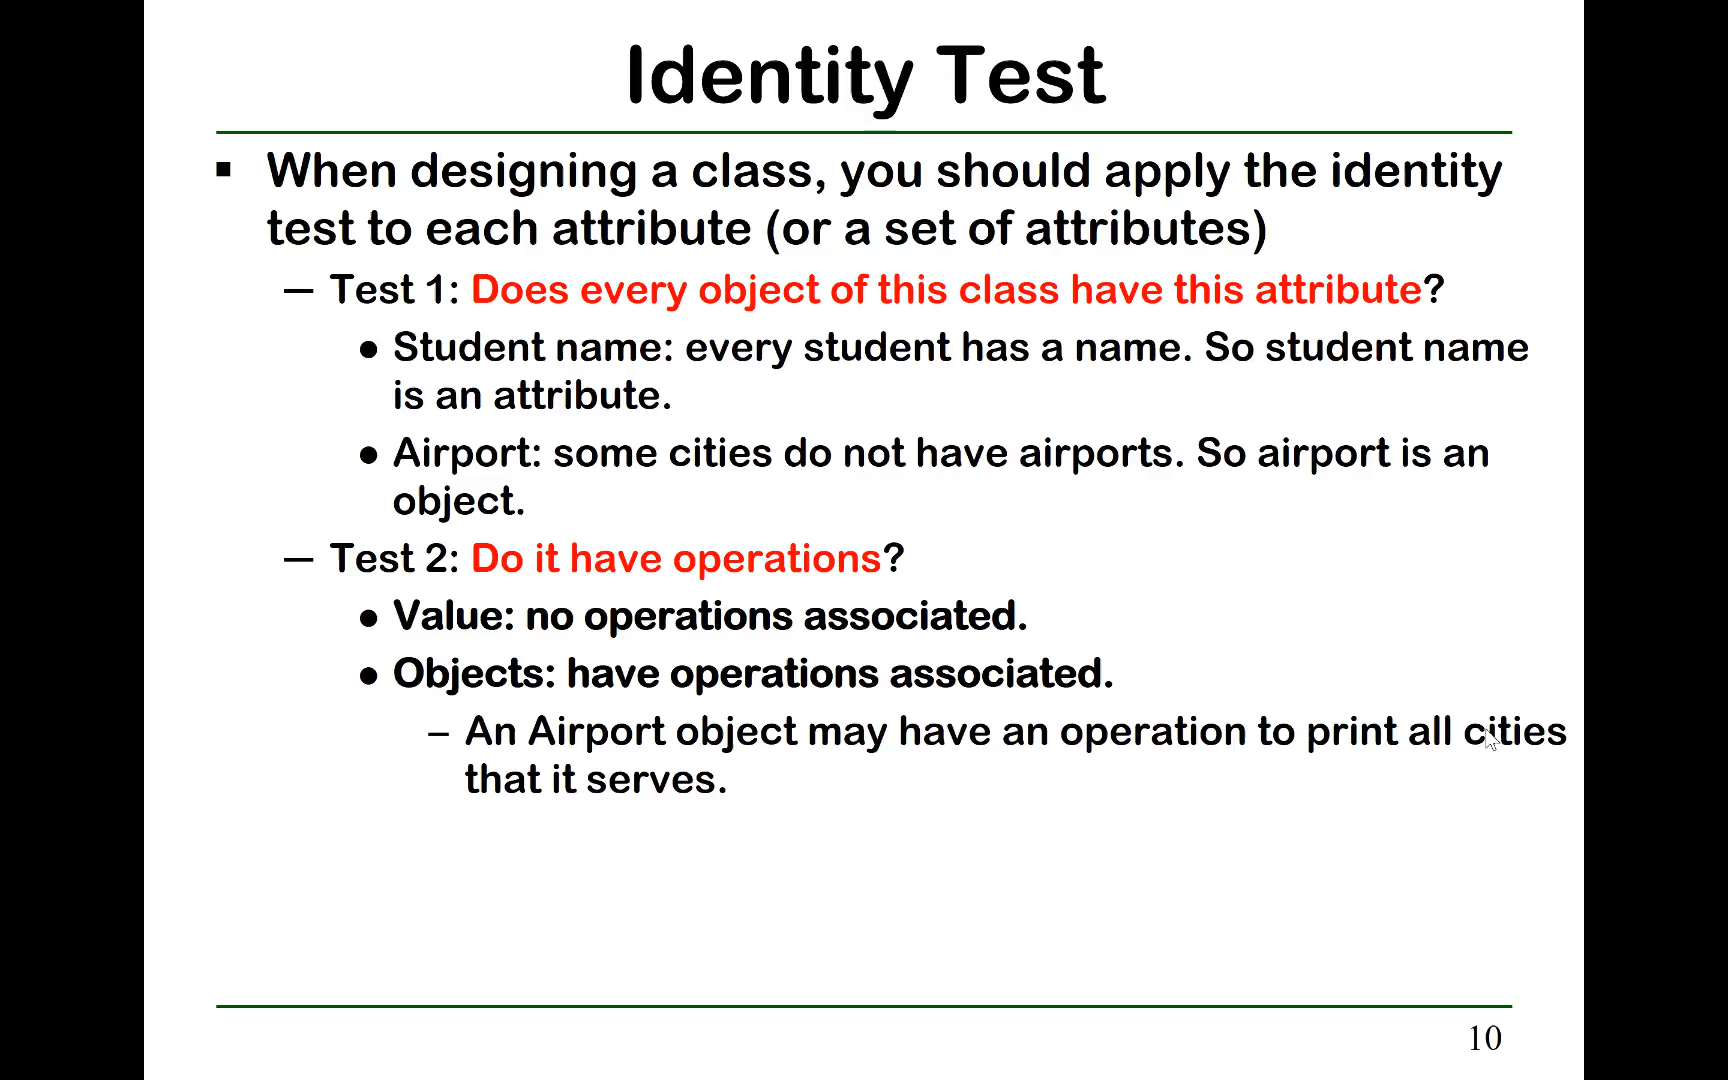 Identity Test
▪ When designing a class, you should apply the identity
test to each attribute (or a set of attributes)
– Test 1: Does every object of this class have this attribute?
● Student name: every student has a name. So student name
is an attribute.
● Airport: some cities do not have airports. So airport is an
object.
– Test 2: Do it have operations?
● Value: no operations associated.
● Objects: have operations associated.
– An Airport object may have an operation to print all cities
that it serves.
10